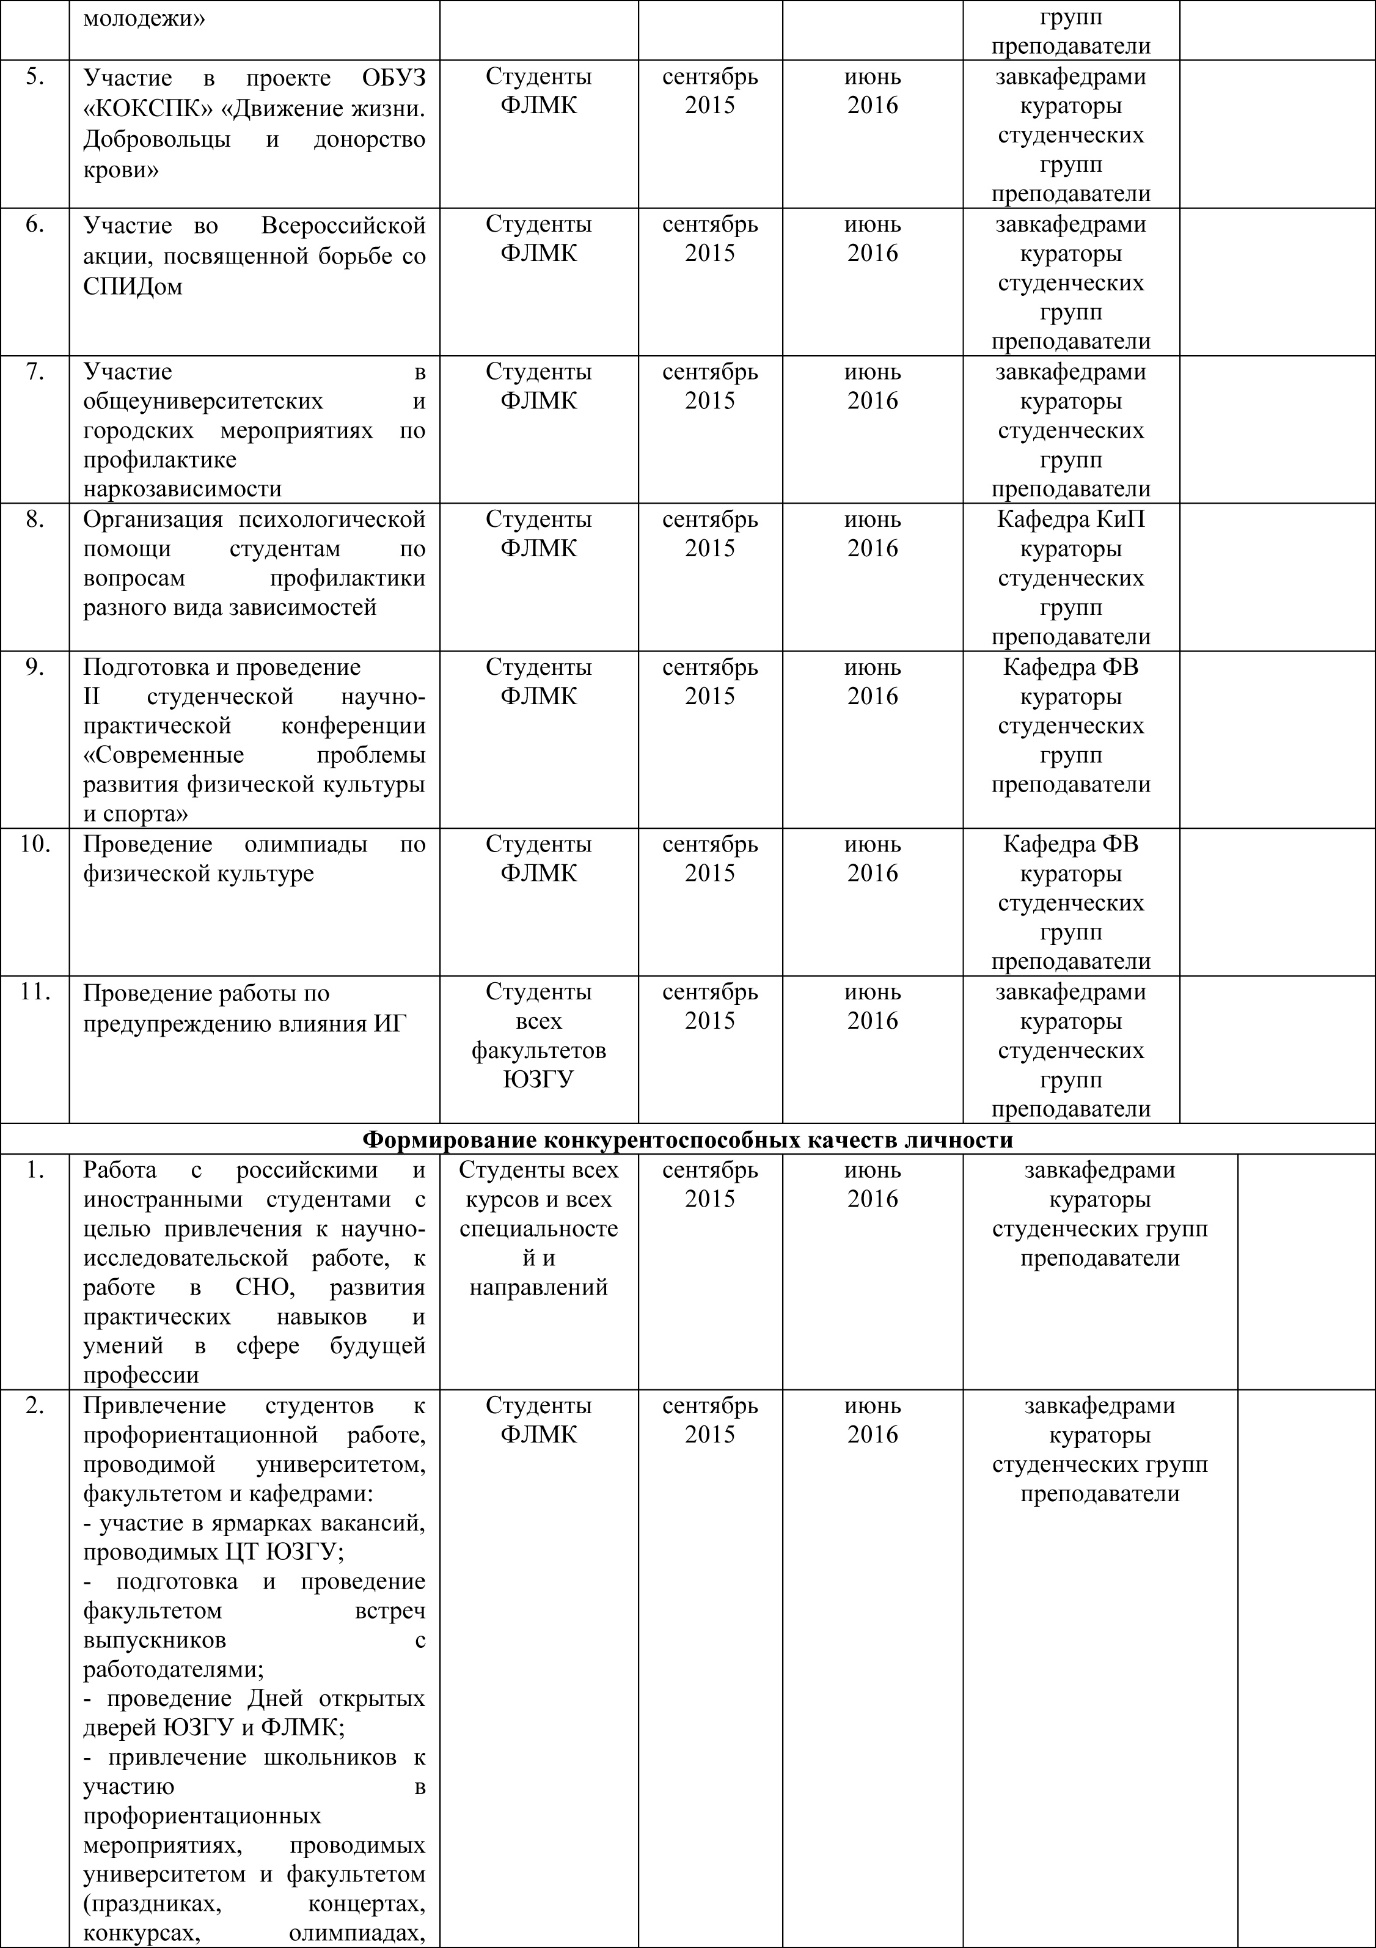 молодежи»
групп
преподаватели
5.
Участие в проекте ОБУЗ
«КОКСПК» «Движение жизни.
Добровольцы и донорство
крови»
Студенты
ФЛМК
сентябрь
2015
июнь
2016
завкафедрами
кураторы
студенческих
групп
преподаватели
6.
Участие во Всероссийской
акции, посвященной борьбе со
СПИДом
Студенты
ФЛМК
сентябрь
2015
июнь
2016
завкафедрами
кураторы
студенческих
групп
преподаватели
7.
Участие в
общеуниверситетских и
городских мероприятиях по
профилактике
наркозависимости
Студенты
ФЛМК
сентябрь
2015
июнь
2016
завкафедрами
кураторы
студенческих
групп
преподаватели
8.
Организация психологической
помощи студентам по
вопросам профилактики
разного вида зависимостей
Студенты
ФЛМК
сентябрь
2015
июнь
2016
Кафедра КиП
кураторы
студенческих
групп
преподаватели
9.
Подготовка и проведение
II студенческой научно-
практической конференции
«Современные проблемы
развития физической культуры
и спорта»
Студенты
ФЛМК
сентябрь
2015
июнь
2016
Кафедра ФВ
кураторы
студенческих
групп
преподаватели
10.
Проведение олимпиады по
физической культуре
Студенты
ФЛМК
сентябрь
2015
июнь
2016
Кафедра ФВ
кураторы
студенческих
групп
преподаватели
11.
Проведение работы по
предупреждению влияния ИГ
Студенты
всех
факультетов
ЮЗГУ
сентябрь
2015
июнь
2016
завкафедрами
кураторы
студенческих
групп
преподаватели
Формирование конкурентоспособных качеств личности
1.
Работа с российскими и
иностранными студентами с
целью привлечения к научно-
исследовательской работе, к
работе в СНО, развития
практических навыков и
умений в сфере будущей
профессии
Студенты всех
курсов и всех
специальносте
й и
направлений
сентябрь
2015
июнь
2016
завкафедрами
кураторы
студенческих групп
преподаватели
2.
Привлечение студентов к
профориентационной работе,
проводимой университетом,
факультетом и кафедрами:
- участие в ярмарках вакансий,
проводимых ЦТ ЮЗГУ;
- подготовка и проведение
факультетом встреч
выпускников с
работодателями;
- проведение Дней открытых
дверей ЮЗГУ и ФЛМК;
- привлечение школьников к
участию в
профориентационных
мероприятиях, проводимых
университетом и факультетом
(праздниках, концертах,
конкурсах, олимпиадах,
Студенты
ФЛМК
сентябрь
2015
июнь
2016
завкафедрами
кураторы
студенческих групп
преподаватели